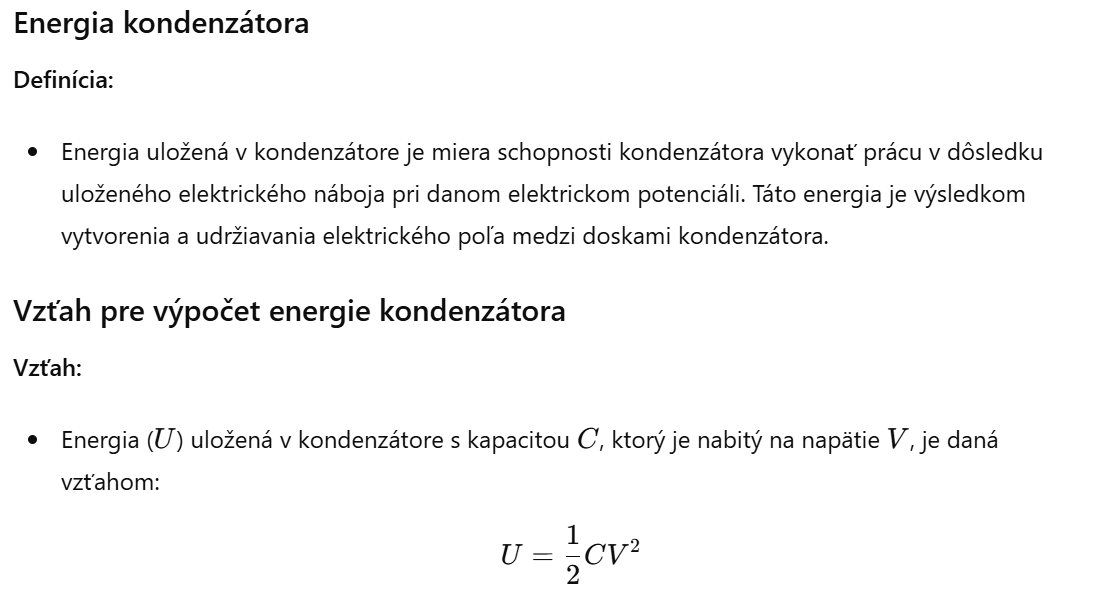 Energia kondenzátora
Definícia:
• Energia uložená v kondenzátore je miera schopnosti kondenzátora vykonať prácu v dôsledku
uloženého elektrického náboja pri danom elektrickom potenciáli. Táto energia je výsledkom
vytvorenia a udržiavania elektrického poľa medzi doskami kondenzátora.
Vzťah pre výpočet energie kondenzátora
Vzťah:
• Energia (U) uložená v kondenzátore s kapacitou C, ktorý je nabitý na napätie V, je daná
vzťahom:
U = 1/2 CV²